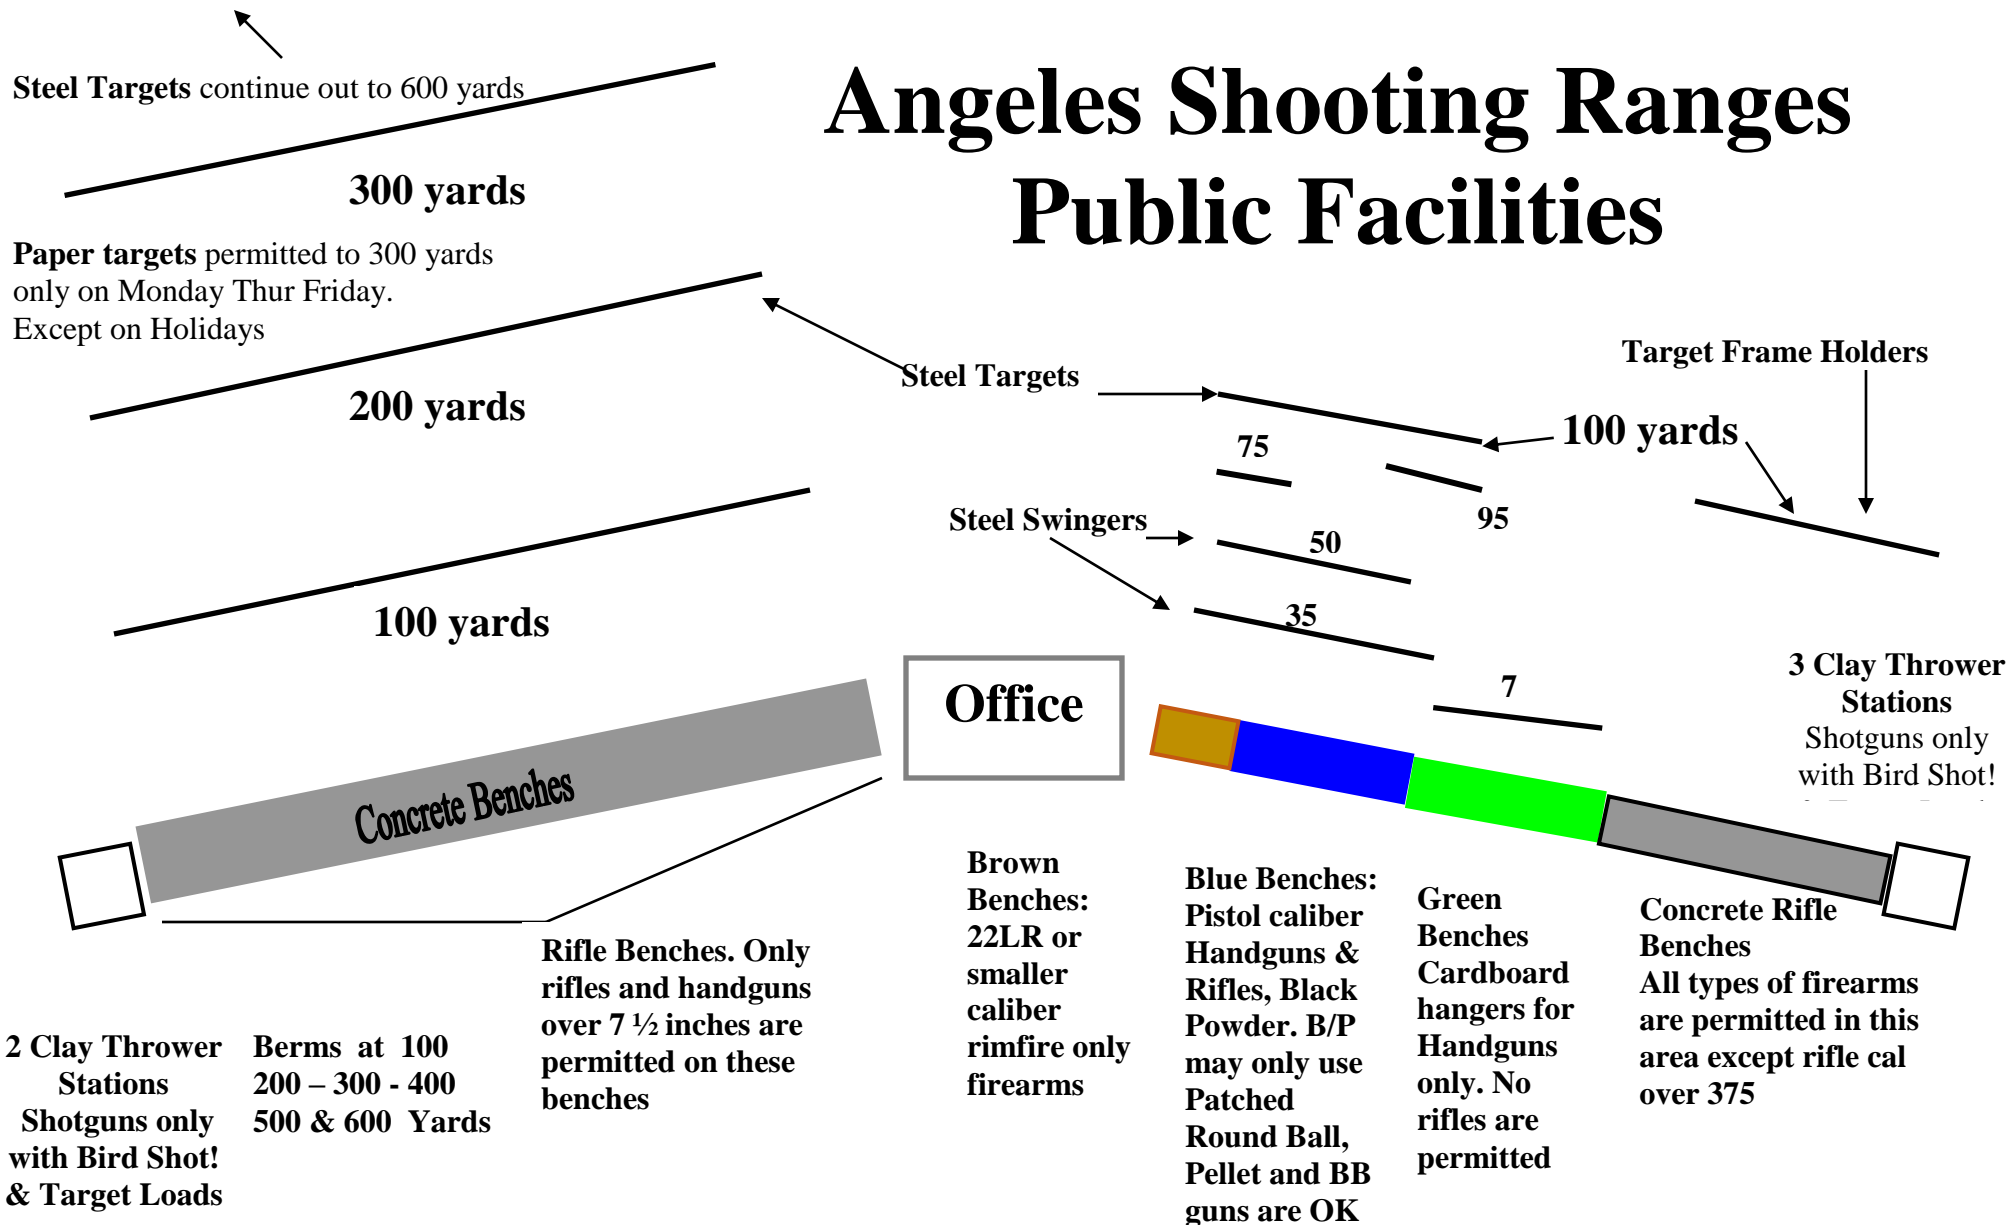 Angeles Shooting Ranges
Public Facilities
Steel Targets continue out to 600 yards
300 yards
Paper targets permitted to 300 yards
only on Monday Thur Friday.
Except on Holidays
200 yards
100 yards
Steel Targets
Target Frame Holders
100 yards
75
95
Steel Swingers
50
35
7
Office
Concrete Benches
3 Clay Thrower
Stations
Shotguns only
with Bird Shot!
2 Clay Thrower
Stations
Shotguns only
with Bird Shot!
& Target Loads
Berms at 100
200 – 300 - 400
500 & 600 Yards
Rifle Benches. Only
rifles and handguns
over 7 ½ inches are
permitted on these
benches
Brown
Benches:
22LR or
smaller
caliber
rimfire only
firearms
Blue Benches:
Pistol caliber
Handguns &
Rifles, Black
Powder. B/P
may only use
Patched
Round Ball,
Pellet and BB
guns are OK
Green
Benches
Cardboard
hangers for
Handguns
only. No
rifles are
permitted
Concrete Rifle
Benches
All types of firearms
are permitted in this
area except rifle cal
over 375